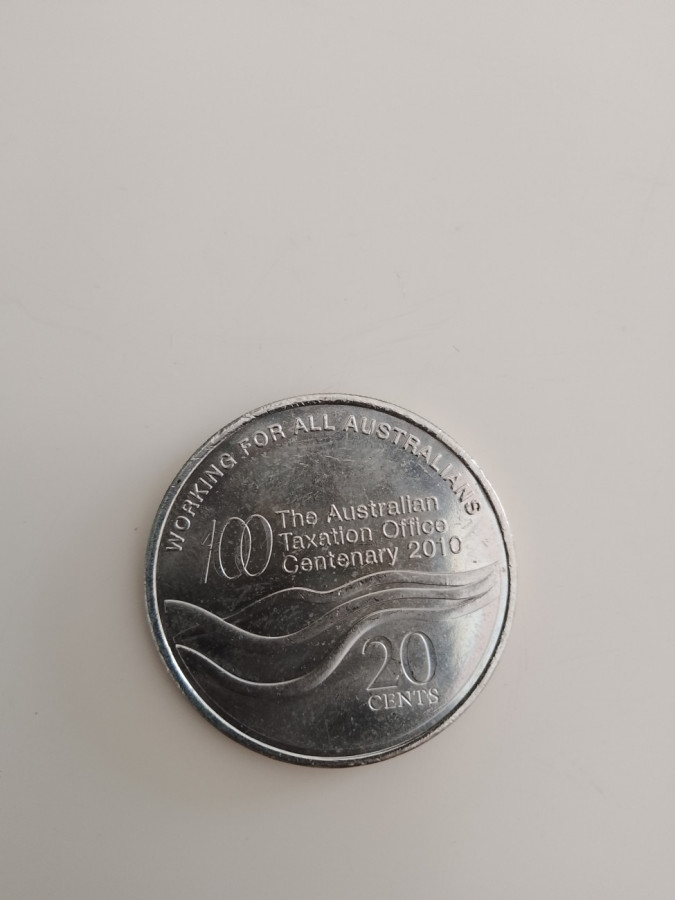 WORKING FOR ALL AUSTRALIANS
100
The Australian
Taxation Office
Centenary 2010
20
CENTS